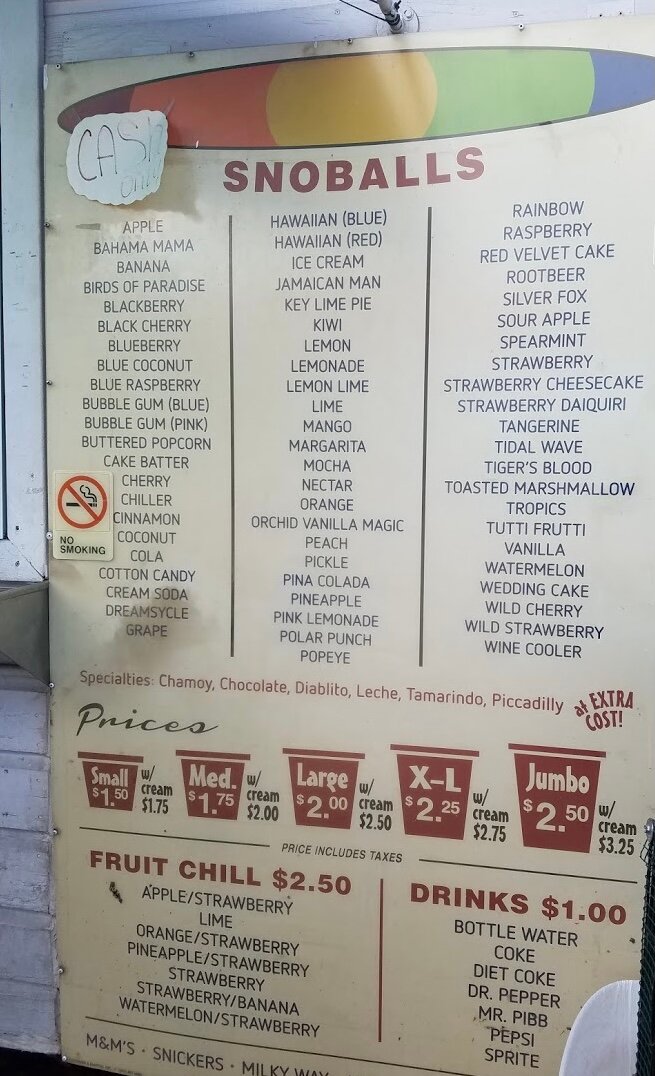 CASH
ONLY
SNOBALLS
APPLE
BAHAMA MAMA
BANANA
BIRDS OF PARADISE
BLACKBERRY
BLACK CHERRY
BLUEBERRY
BLUE COCONUT
BLUE RASPBERRY
BUBBLE GUM (BLUE)
BUBBLE GUM (PINK)
BUTTERED POPCORN
CAKE BATTER
CHERRY
CHILLER
CINNAMON
COCONUT
COLA
COTTON CANDY
CREAM SODA
DREAMSYCLE
GRAPE
NO
SMOKING
HAWAIIAN (BLUE)
HAWAIIAN (RED)
ICE CREAM
JAMAICAN MAN
KEY LIME PIE
KIWI
LEMON
LEMONADE
LEMON LIME
LIME
MANGO
MARGARITA
MOCHA
NECTAR
ORANGE
ORCHID VANILLA MAGIC
PEACH
PICKLE
PINA COLADA
PINEAPPLE
PINK LEMONADE
POLAR PUNCH
POPEYE
RAINBOW
RASPBERRY
RED VELVET CAKE
ROOTBEER
SILVER FOX
SOUR APPLE
SPEARMINT
STRAWBERRY
STRAWBERRY CHEESECAKE
STRAWBERRY DAIQUIRI
TANGERINE
TIDAL WAVE
TIGER'S BLOOD
TOASTED MARSHMALLOW
TROPICS
TUTTI FRUTTI
VANILLA
WATERMELON
WEDDING CAKE
WILD CHERRY
WILD STRAWBERRY
WINE COOLER
Specialties: Chamoy, Chocolate, Diablito, Leche, Tamarindo, Piccadilly
at EXTRA
COST!
Prices
Small
$1.50
w/
cream
$1.75
Med.
$1.75
w/
cream
$2.00
Large
$2.00
w/
cream
$2.50
X-L
$2.25
w/
cream
$2.75
Jumbo
$2.50
w/
cream
$3.25
PRICE INCLUDES TAXES
FRUIT CHILL $2.50
APPLE/STRAWBERRY
LIME
ORANGE/STRAWBERRY
PINEAPPLE/STRAWBERRY
STRAWBERRY
STRAWBERRY/BANANA
WATERMELON/STRAWBERRY
DRINKS $1.00
BOTTLE WATER
COKE
DIET COKE
DR. PEPPER
MR. PIBB
PEPSI
SPRITE
M&M'S · SNICKERS · MILKY WAY